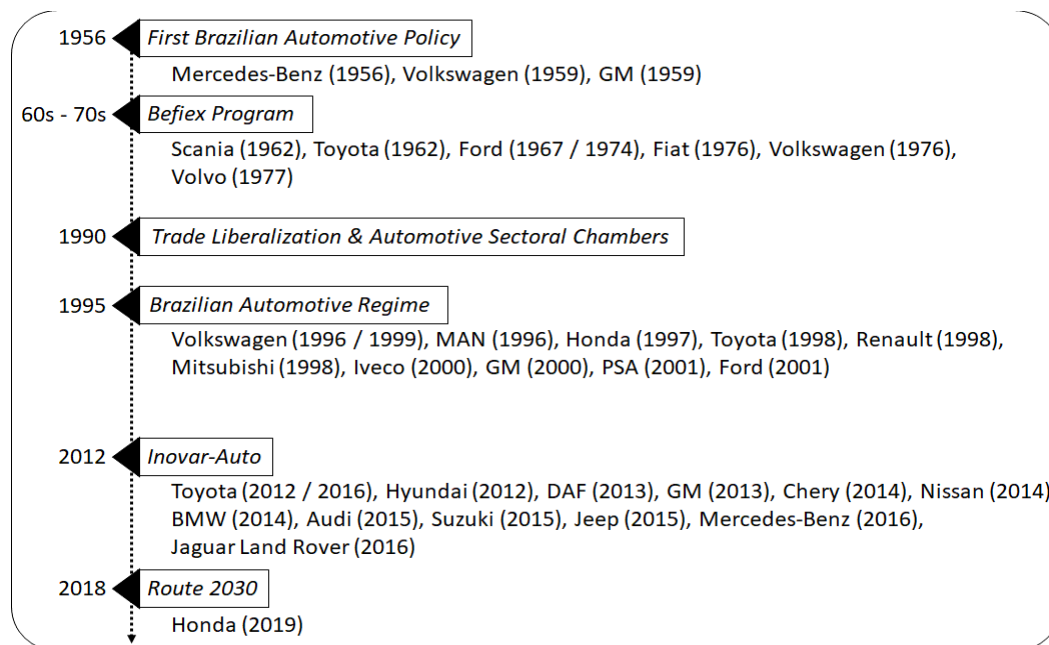 1956 First Brazilian Automotive Policy
Mercedes-Benz (1956), Volkswagen (1959), GM (1959)
60s - 70s Befiex Program
Scania (1962), Toyota (1962), Ford (1967 / 1974), Fiat (1976), Volkswagen (1976),
Volvo (1977)
1990 Trade Liberalization & Automotive Sectoral Chambers
1995 Brazilian Automotive Regime
Volkswagen (1996 / 1999), MAN (1996), Honda (1997), Toyota (1998), Renault (1998),
Mitsubishi (1998), Iveco (2000), GM (2000), PSA (2001), Ford (2001)
2012 Inovar-Auto
Toyota (2012 / 2016), Hyundai (2012), DAF (2013), GM (2013), Chery (2014), Nissan (2014)
BMW (2014), Audi (2015), Suzuki (2015), Jeep (2015), Mercedes-Benz (2016),
Jaguar Land Rover (2016)
2018 Route 2030
Honda (2019)